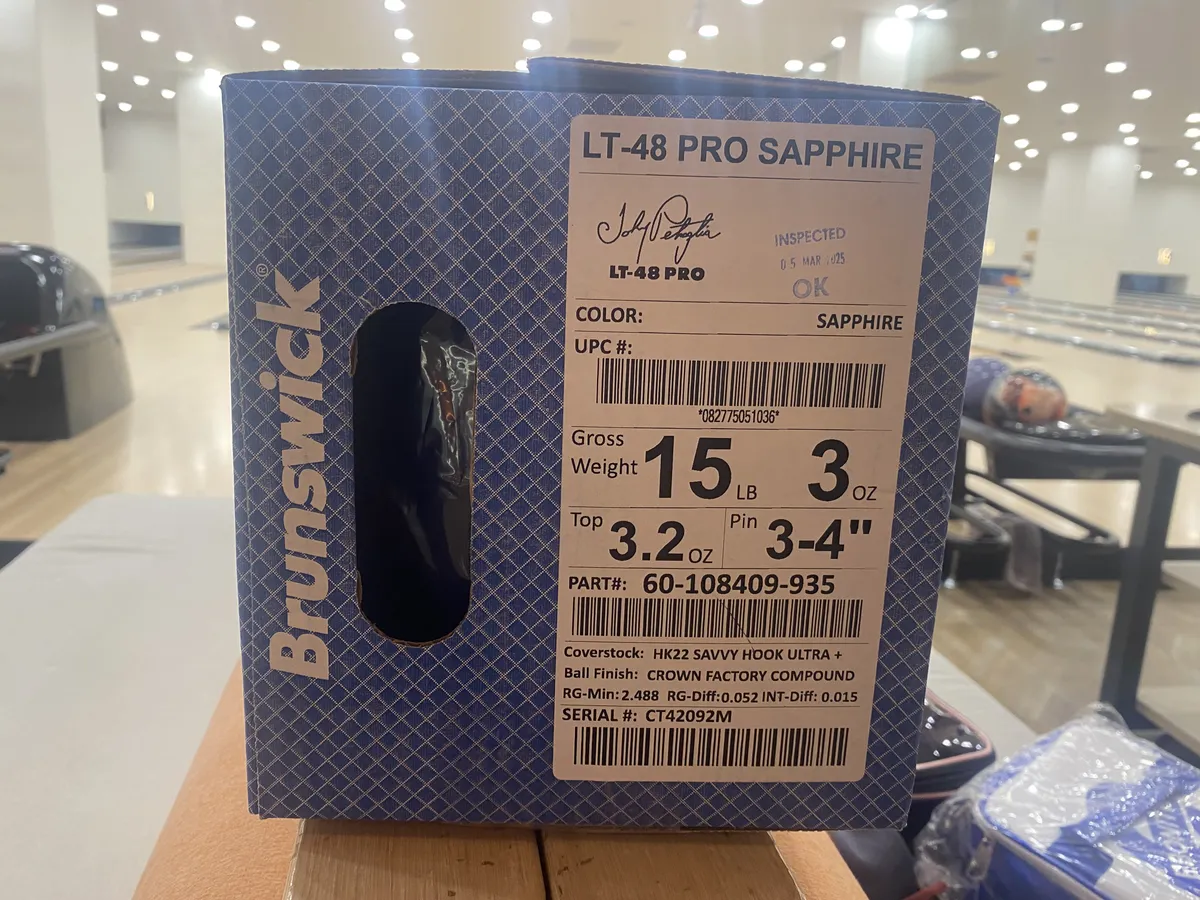 Brunswick®
LT-48 PRO SAPPHIRE
LT-48 PRO
INSPECTED
05 MAR 025
OK
COLOR: SAPPHIRE
UPC #:
*082775051036*
Gross Weight 15 LB 3 OZ
Top 3.2 OZ Pin 3-4"
PART#: 60-108409-935
Coverstock: HK22 SAVVY HOOK ULTRA +
Ball Finish: CROWN FACTORY COMPOUND
RG-Min: 2.488 RG-Diff: 0.052 INT-Diff: 0.015
SERIAL #: CT42092M